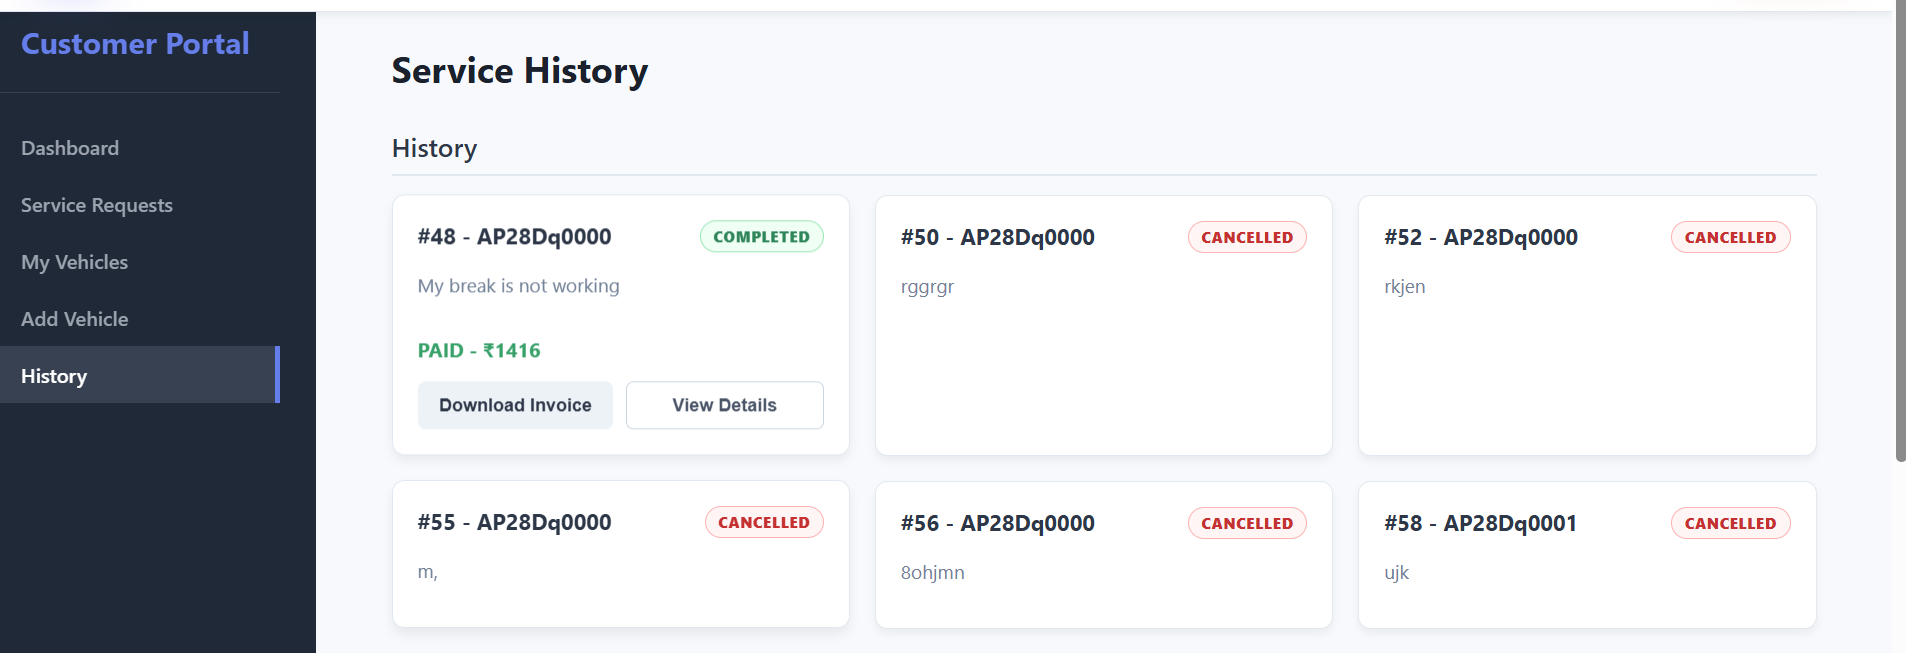 Customer Portal
Dashboard
Service Requests
My Vehicles
Add Vehicle
History
Service History
History
#48 - AP28Dq0000
COMPLETED
My break is not working
PAID - ₹1416
Download Invoice
View Details
#50 - AP28Dq0000
CANCELLED
rggrgr
#52 - AP28Dq0000
CANCELLED
rkjen
#55 - AP28Dq0000
CANCELLED
m,
#56 - AP28Dq0000
CANCELLED
8ohjmn
#58 - AP28Dq0001
CANCELLED
ujk